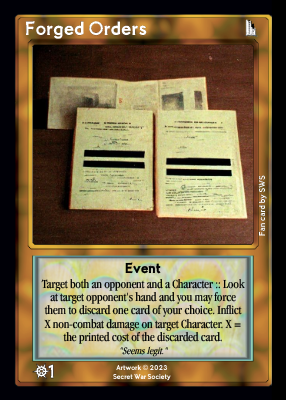 Forged Orders
Fan card by SWS
Event
Target both an opponent and a Character :: Look
at target opponent's hand and you may force
them to discard one card of your choice. Inflict
X non-combat damage on target Character. X =
the printed cost of the discarded card.
"Seems legit."
1
Artwork © 2023
Secret War Society